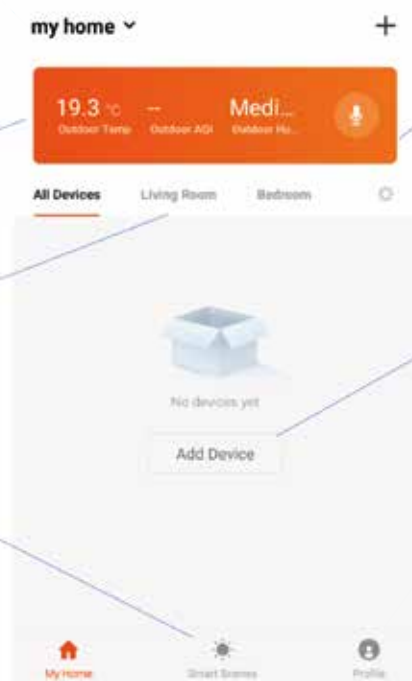 my home
19.3 °C -- Medi...
Outdoor Temp Outdoor AQI Outdoor Hu...
All Devices Living Room Bedroom
No devices yet
Add Device
My Home Smart Scenes Profile